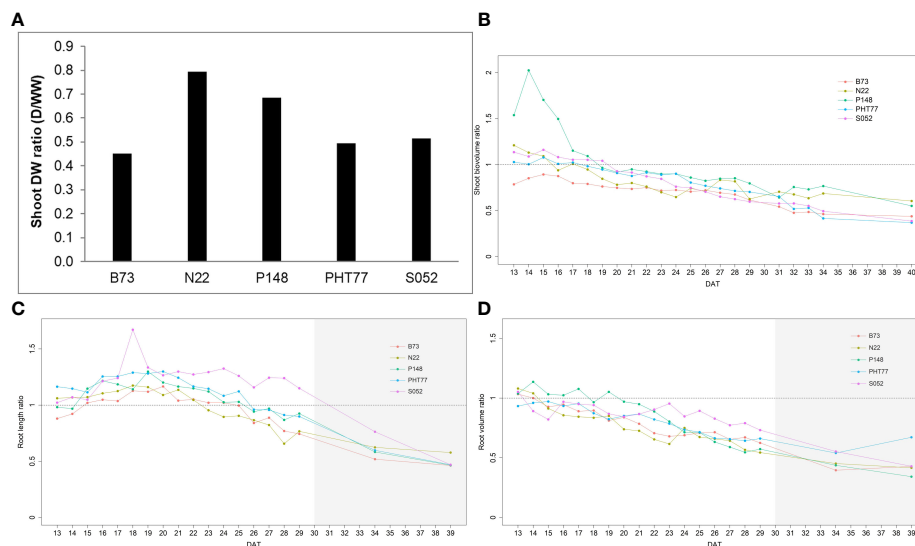 A
Shoot DW ratio (D/WW)
0.9
0.8
0.7
0.6
0.5
0.4
0.3
0.2
0.1
0.0
B73 N22 P148 PHT77 S052
B
Shoot biovolume ratio
2
1.5
1
0.5
0
B73
N22
P148
PHT77
S052
13 14 15 16 17 18 19 20 21 22 23 24 25 26 27 28 29 30 31 32 33 34 35 36 37 38 39 40
DAT
C
Root length ratio
1.5
1
0.5
0
B73
N22
P148
PHT77
S052
13 14 15 16 17 18 19 20 21 22 23 24 25 26 27 28 29 30 31 32 33 34 35 36 37 38 39
DAT
D
Root volume ratio
1.5
1
0.5
0
B73
N22
P148
PHT77
S052
13 14 15 16 17 18 19 20 21 22 23 24 25 26 27 28 29 30 31 32 33 34 35 36 37 38 39
DAT